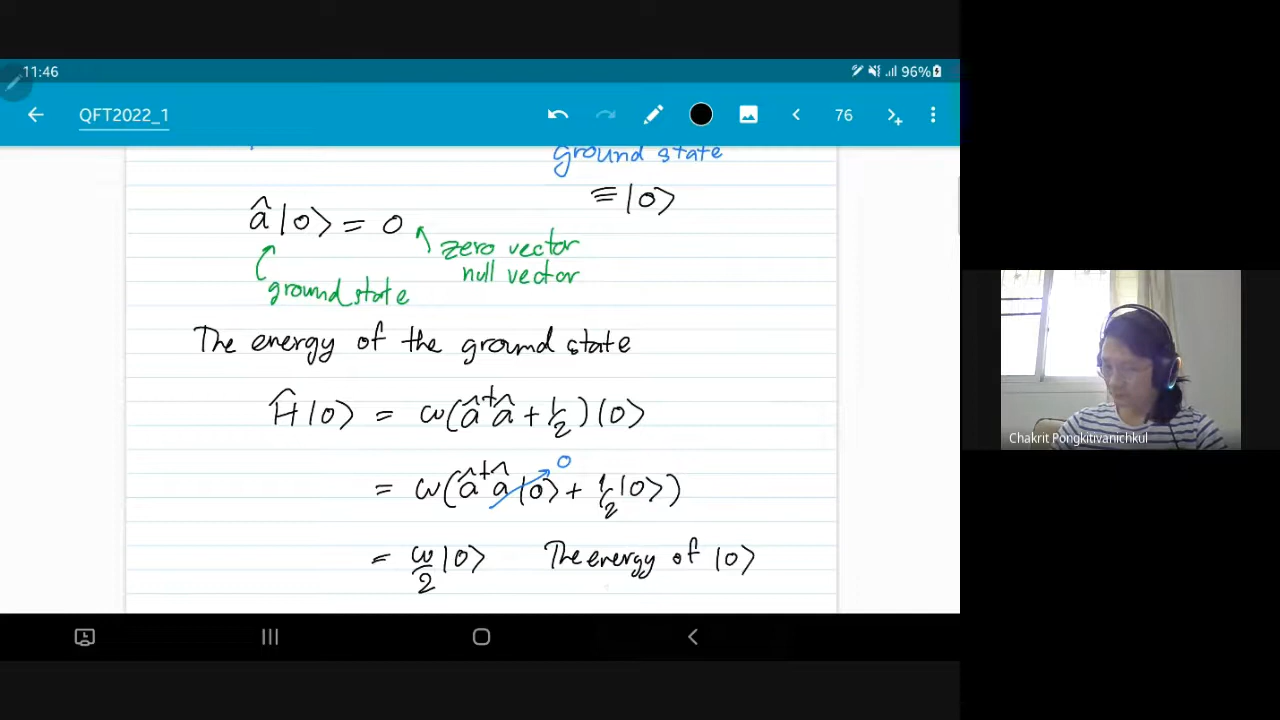 11:46
96%
QFT2022_1
76
ground state
≡ |0⟩
â|0⟩ = 0
zero vector
null vector
ground state
The energy of the ground state
Ĥ|0⟩ = ω(â†â + 1/2)|0⟩
0
= ω(â†â|0⟩ + 1/2|0⟩)
= ω/2 |0⟩ The energy of |0⟩
Chakrit Pongkitivanichkul